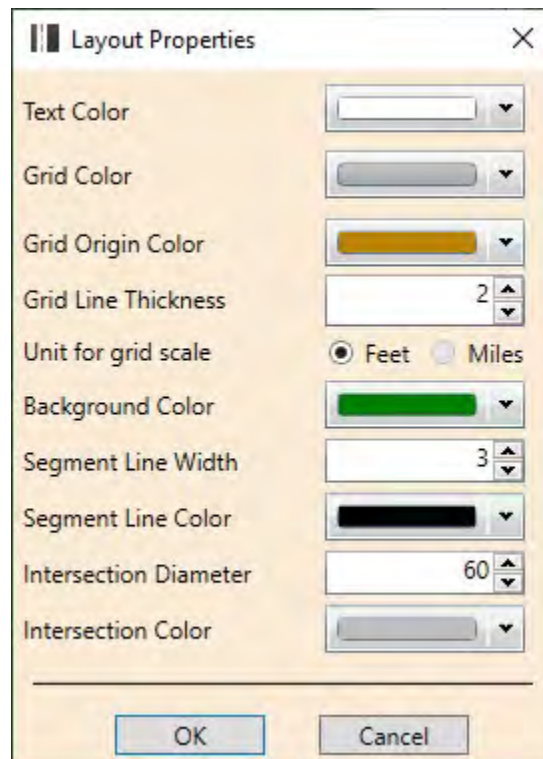 Layout Properties
Text Color
Grid Color
Grid Origin Color
Grid Line Thickness 2
Unit for grid scale Feet Miles
Background Color
Segment Line Width 3
Segment Line Color
Intersection Diameter 60
Intersection Color
OK Cancel